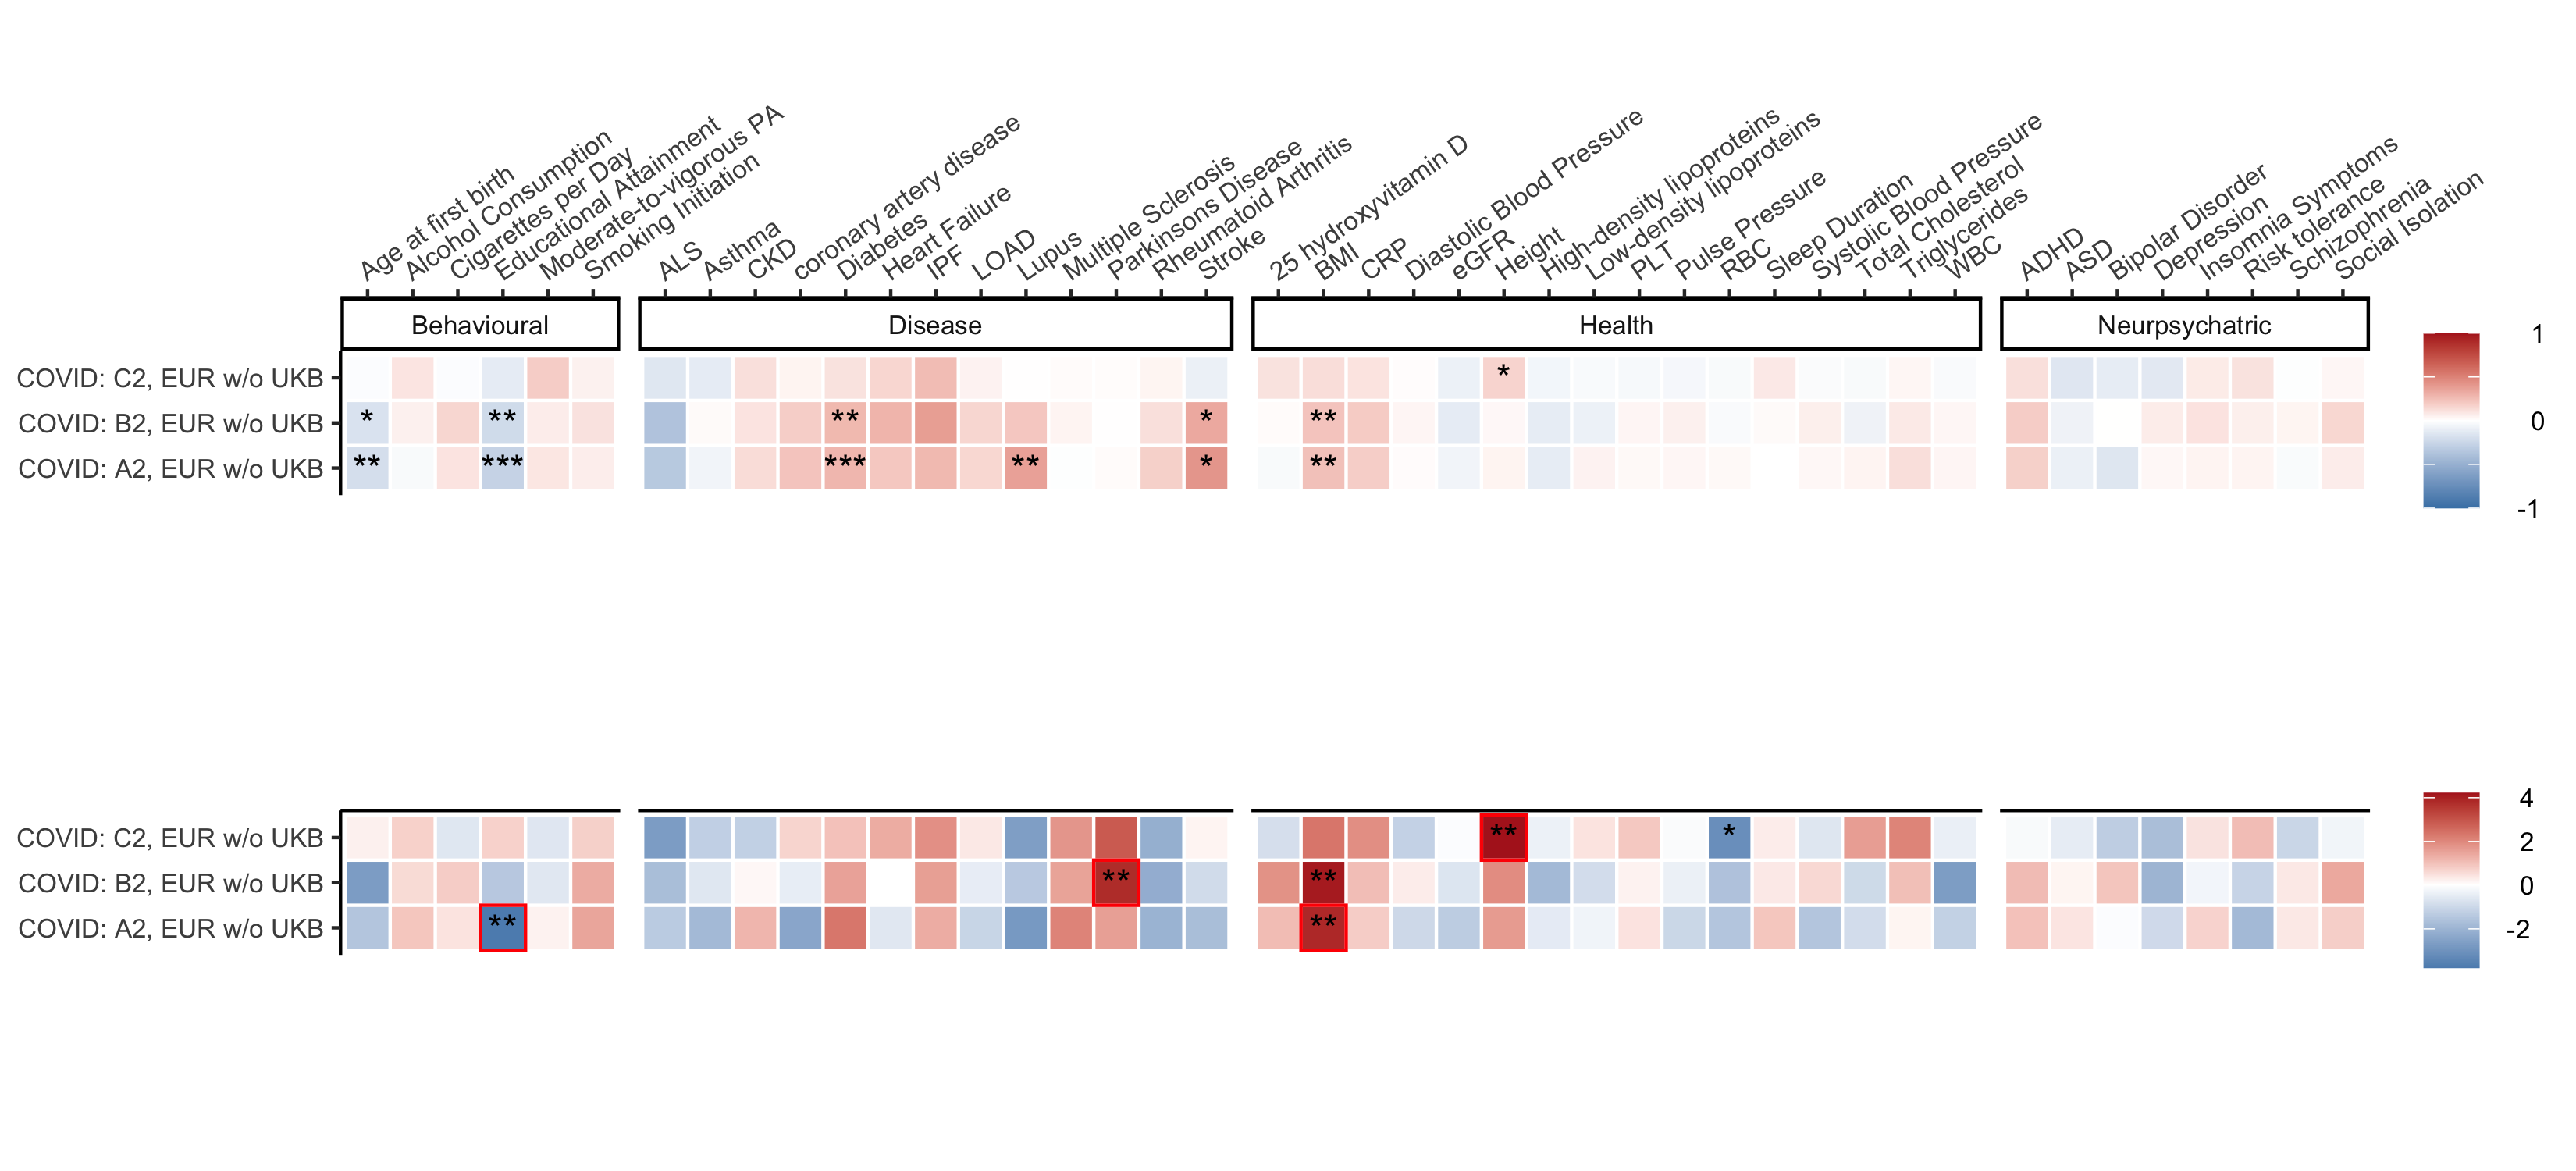 Age at first birth
Alcohol Consumption
Cigarettes per Day
Educational Attainment
Moderate-to-vigorous PA
Smoking Initiation
ALS
Asthma
CKD
coronary artery disease
Diabetes
Heart Failure
IPF
LOAD
Lupus
Multiple Sclerosis
Parkinsons Disease
Rheumatoid Arthritis
Stroke
25 hydroxyvitamin D
BMI
CRP
Diastolic Blood Pressure
eGFR
Height
High-density lipoproteins
Low-density lipoproteins
PLT
Pulse Pressure
RBC
Sleep Duration
Systolic Blood Pressure
Total Cholesterol
Triglycerides
WBC
ADHD
ASD
Bipolar Disorder
Depression
Insomnia Symptoms
Risk tolerance
Schizophrenia
Social Isolation
Behavioural
Disease
Health
Neurpsychatric
COVID: C2, EUR w/o UKB
*
COVID: B2, EUR w/o UKB
* ** ** * **
COVID: A2, EUR w/o UKB
** *** *** ** * **
1
0
-1
COVID: C2, EUR w/o UKB
** *
COVID: B2, EUR w/o UKB
** **
COVID: A2, EUR w/o UKB
** **
4
2
0
-2